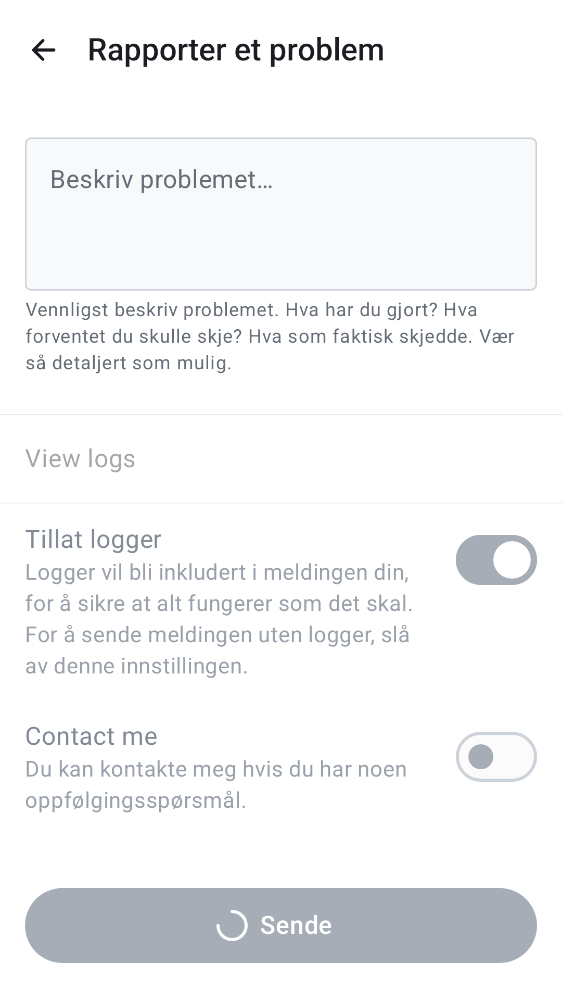 Rapporter et problem
Beskriv problemet...
Vennligst beskriv problemet. Hva har du gjort? Hva
forventet du skulle skje? Hva som faktisk skjedde. Vær
så detaljert som mulig.
View logs
Tillat logger
Logger vil bli inkludert i meldingen din,
for å sikre at alt fungerer som det skal.
For å sende meldingen uten logger, slå
av denne innstillingen.
Contact me
Du kan kontakte meg hvis du har noen
oppfølgingsspørsmål.
Sende